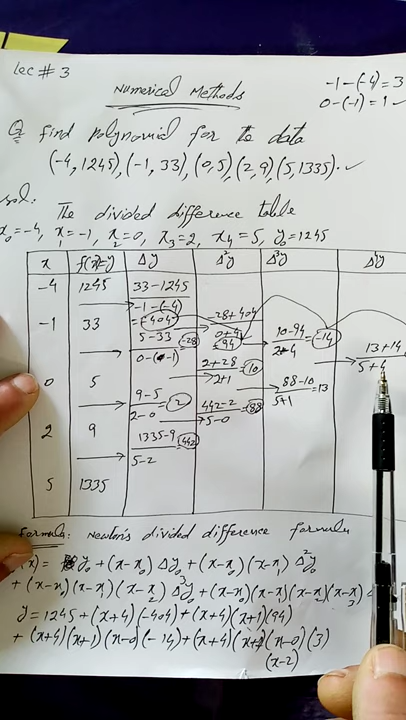 Lec # 3
Numerical Methods
-1-(-4)=3
0-(-1)=1 ✓
Q find Polynomial for the data
(-4, 1245), (-1, 33) (0, 5) (2, 9) (5, 1335). ✓
sol: The divided difference table
x₀=-4, x₁=-1, x₂=0, x₃=2, x₄=5, y₀=1245
x f(x)=y Δy Δ²y Δ³y Δ⁴y
-4 1245 33-1245
-1-(-4)
=-404 -28+404
-1 33 5-33 =-28 0+4 =94 10-94 =-14
0-(-1) 2-4
2+28 =10 13+14
0 5 2+1 88-10 =13 5+4
9-5 =2 5+1
2-0 442-2 =88
2 9 1335-9 =442 5-0
5-2
5 1335
Formula: Newton's divided difference formula
(x) = y₀ + (x-x₀) Δy₀ + (x-x₀)(x-x₁) Δ²y₀
+ (x-x₀)(x-x₁)(x-x₂) Δ³y₀ + (x-x₀)(x-x₁)(x-x₂)(x-x₃) Δ
y = 1245 + (x+4)(-404) + (x+4)(x+1)(94)
+ (x+4)(x+1)(x-0)(-14) + (x+4)(x+1)(x-0)(3)
(x-2)